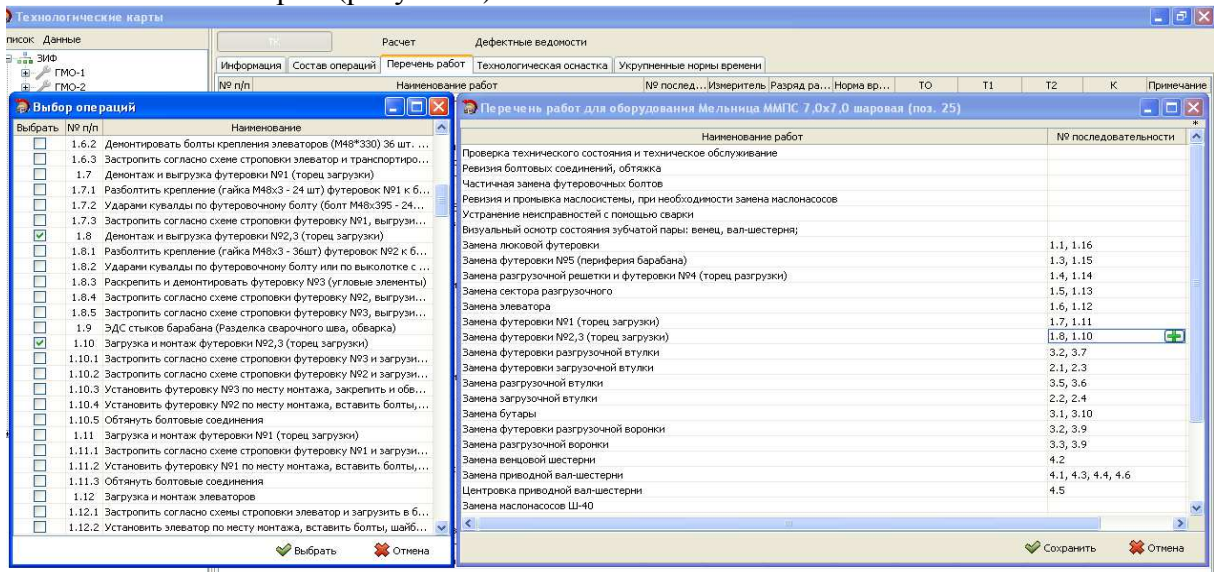 Технологические карты
писок Данные
ТК Расчет Дефектные ведомости
ЗИФ
ГМО-1
ГМО-2
Информация Состав операций Перечень работ Технологическая оснастка Укрупненные нормы времени
№ п/п Наименование работ № послед... Измеритель Разряд ра... Норма вр... ТО Т1 Т2 К Примечание
Выбор операций
Выбрать № п/п Наименование
1.6.2 Демонтировать болты крепления элеваторов (М48*330) 36 шт. ...
1.6.3 Застропить согласно схеме строповки элеватор и транспортиро...
1.7 Демонтаж и выгрузка футеровки №1 (торец загрузки)
1.7.1 Разболтить крепление (гайка М48х3 - 24 шт) футеровок №1 к б...
1.7.2 Ударами кувалды по футеровочному болту (болт М48х395 - 24...
1.7.3 Застропить согласно схеме строповки футеровку №1, выгрузи...
1.8 Демонтаж и выгрузка футеровки №2,3 (торец загрузки)
1.8.1 Разболтить крепление (гайка М48х3 - 36шт) футеровок №2 к б...
1.8.2 Ударами кувалды по футеровочному болту или по выколотке с ...
1.8.3 Раскрепить и демонтировать футеровку №3 (угловые элементы)
1.8.4 Застропить согласно схеме строповки футеровку №2, выгрузи...
1.8.5 Застропить согласно схеме строповки футеровку №3, выгрузи...
1.9 ЭДС стыков барабана (Разделка сварочного шва, обварка)
1.10 Загрузка и монтаж футеровки №2,3 (торец загрузки)
1.10.1 Застропить согласно схеме строповки футеровку №3 и загрузи...
1.10.2 Застропить согласно схеме строповки футеровку №2 и загрузи...
1.10.3 Установить футеровку №3 по месту монтажа, закрепить и обв...
1.10.4 Установить футеровку №2 по месту монтажа, вставить болты,...
1.10.5 Обтянуть болтовые соединения
1.11 Загрузка и монтаж футеровки №1 (торец загрузки)
1.11.1 Застропить согласно схеме строповки футеровку №1 и загрузи...
1.11.2 Установить футеровку №1 по месту монтажа, вставить болты,...
1.11.3 Обтянуть болтовые соединения
1.12 Загрузка и монтаж элеваторов
1.12.1 Застропить согласно схемы строповки элеватор и загрузить в б...
1.12.2 Установить элеватор по месту монтажа, вставить болты, шайб...
Выбрать Отмена
Перечень работ для оборудования Мельница ММПС 7,0х7,0 шаровая (поз. 25)
Наименование работ № последовательности
Проверка технического состояния и техническое обслуживание
Ревизия болтовых соединений, обтяжка
Частичная замена футеровочных болтов
Ревизия и промывка маслосистемы, при необходимости замена маслонасосов
Устранение неисправностей с помощью сварки
Визуальный осмотр состояния зубчатой пары: венец, вал-шестерня;
Замена люковой футеровки 1.1, 1.16
Замена футеровки №5 (периферия барабана) 1.3, 1.15
Замена разгрузочной решетки и футеровки №4 (торец разгрузки) 1.4, 1.14
Замена сектора разгрузочного 1.5, 1.13
Замена элеватора 1.6, 1.12
Замена футеровки №1 (торец загрузки) 1.7, 1.11
Замена футеровки №2,3 (торец загрузки) 1.8, 1.10
Замена футеровки разгрузочной втулки 3.2, 3.7
Замена футеровки загрузочной втулки 2.1, 2.3
Замена разгрузочной втулки 3.5, 3.6
Замена загрузочной втулки 2.2, 2.4
Замена бутары 3.1, 3.10
Замена футеровки разгрузочной воронки 3.2, 3.9
Замена разгрузочной воронки 3.3, 3.9
Замена венцовой шестерни 4.2
Замена приводной вал-шестерни 4.1, 4.3, 4.4, 4.6
Центровка приводной вал-шестерни 4.5
Замена маслонасосов Ш-40
Сохранить Отмена